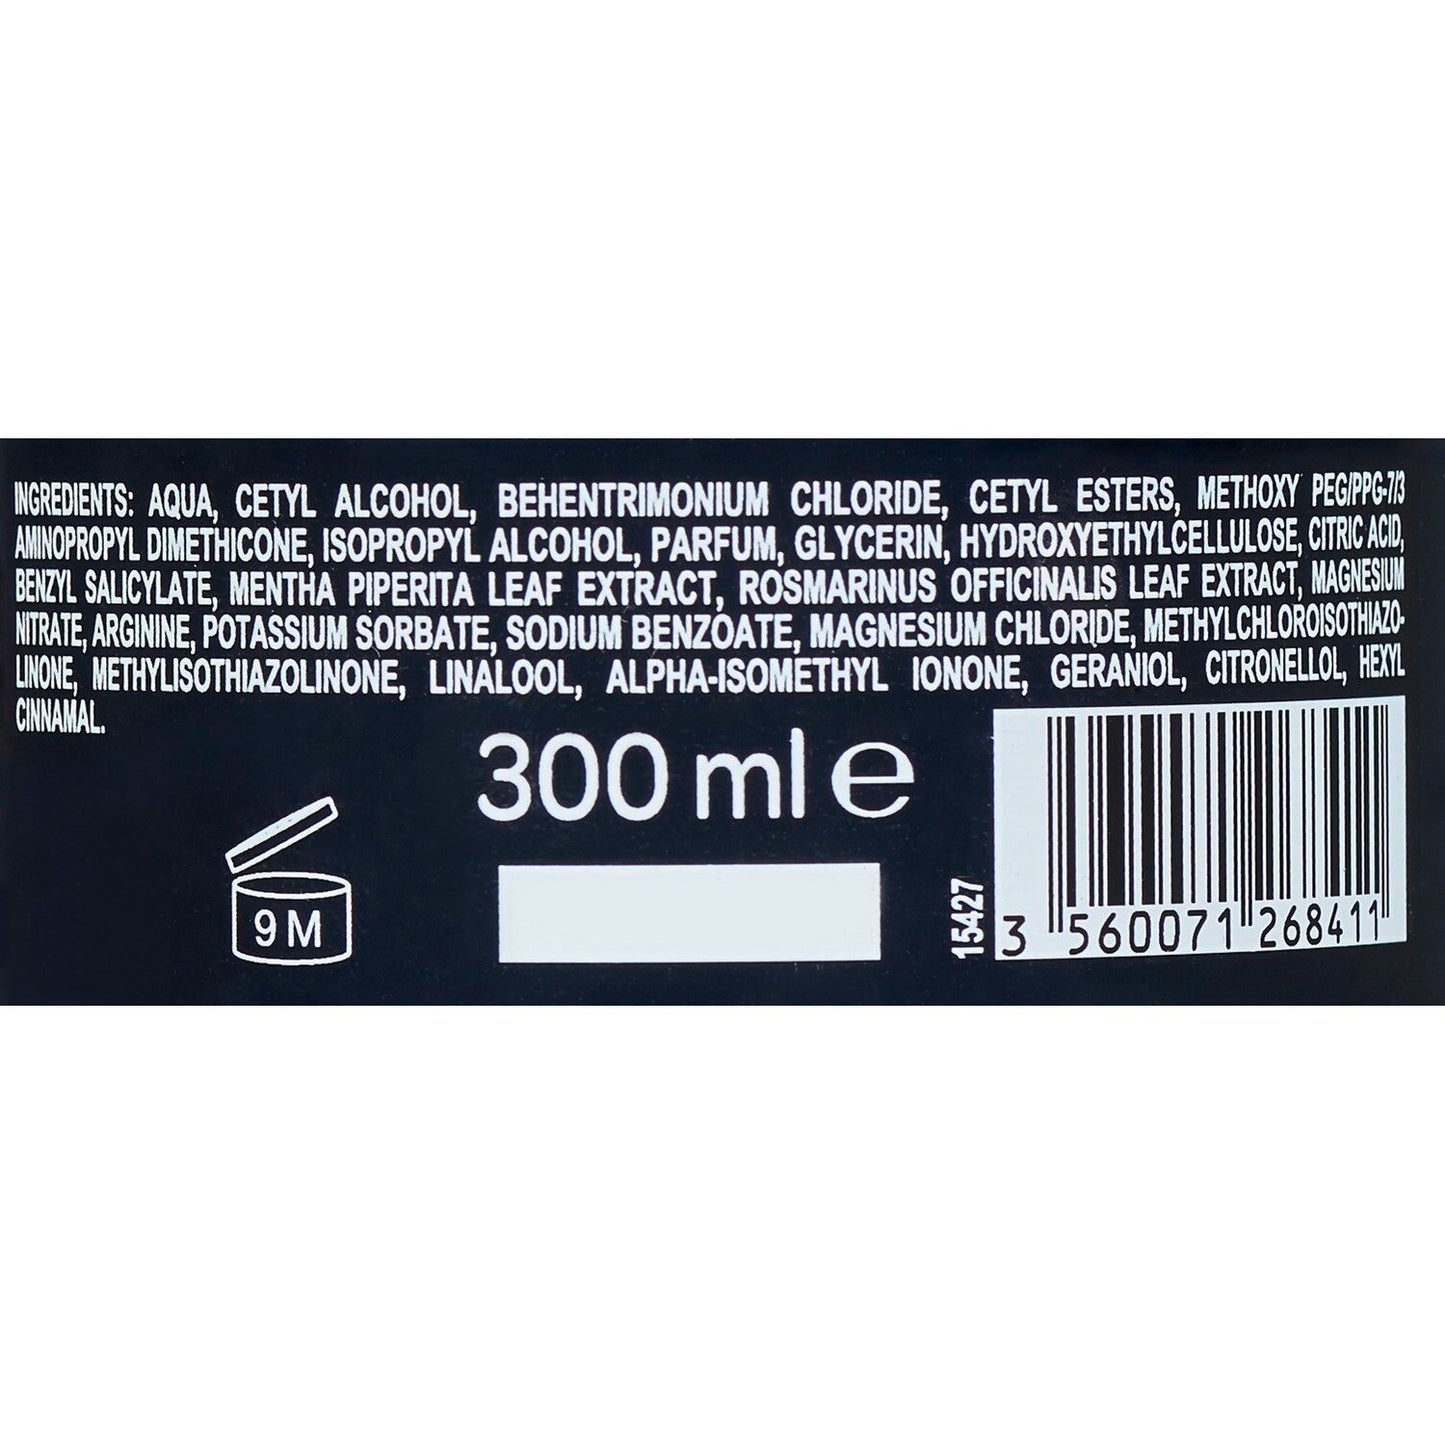 INGREDIENTS: AQUA, CETYL ALCOHOL, BEHENTRIMONIUM CHLORIDE, CETYL ESTERS, METHOXY PEG/PPG-7/3
AMINOPROPYL DIMETHICONE, ISOPROPYL ALCOHOL, PARFUM, GLYCERIN, HYDROXYETHYLCELLULOSE, CITRIC ACID,
BENZYL SALICYLATE, MENTHA PIPERITA LEAF EXTRACT, ROSMARINUS OFFICINALIS LEAF EXTRACT, MAGNESIUM
NITRATE, ARGININE, POTASSIUM SORBATE, SODIUM BENZOATE, MAGNESIUM CHLORIDE, METHYLCHLOROISOTHIAZO-
LINONE, METHYLISOTHIAZOLINONE, LINALOOL, ALPHA-ISOMETHYL IONONE, GERANIOL, CITRONELLOL, HEXYL
CINNAMAL.
300 ml e
9 M
15427
3 560071 268411